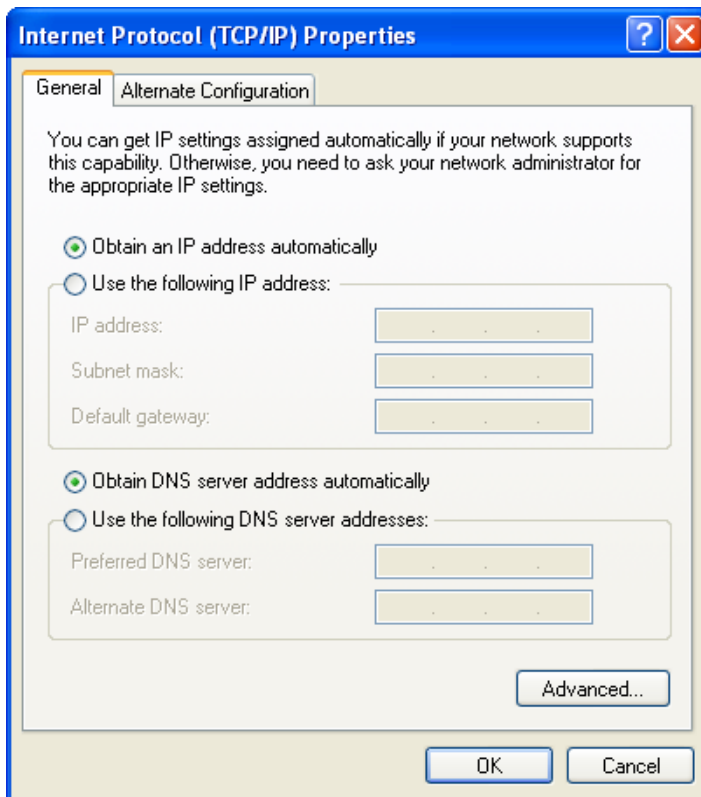 Internet Protocol (TCP/IP) Properties
General
Alternate Configuration
You can get IP settings assigned automatically if your network supports
this capability. Otherwise, you need to ask your network administrator for
the appropriate IP settings.
Obtain an IP address automatically
Use the following IP address:
IP address:
Subnet mask:
Default gateway:
Obtain DNS server address automatically
Use the following DNS server addresses:
Preferred DNS server:
Alternate DNS server:
Advanced...
OK
Cancel